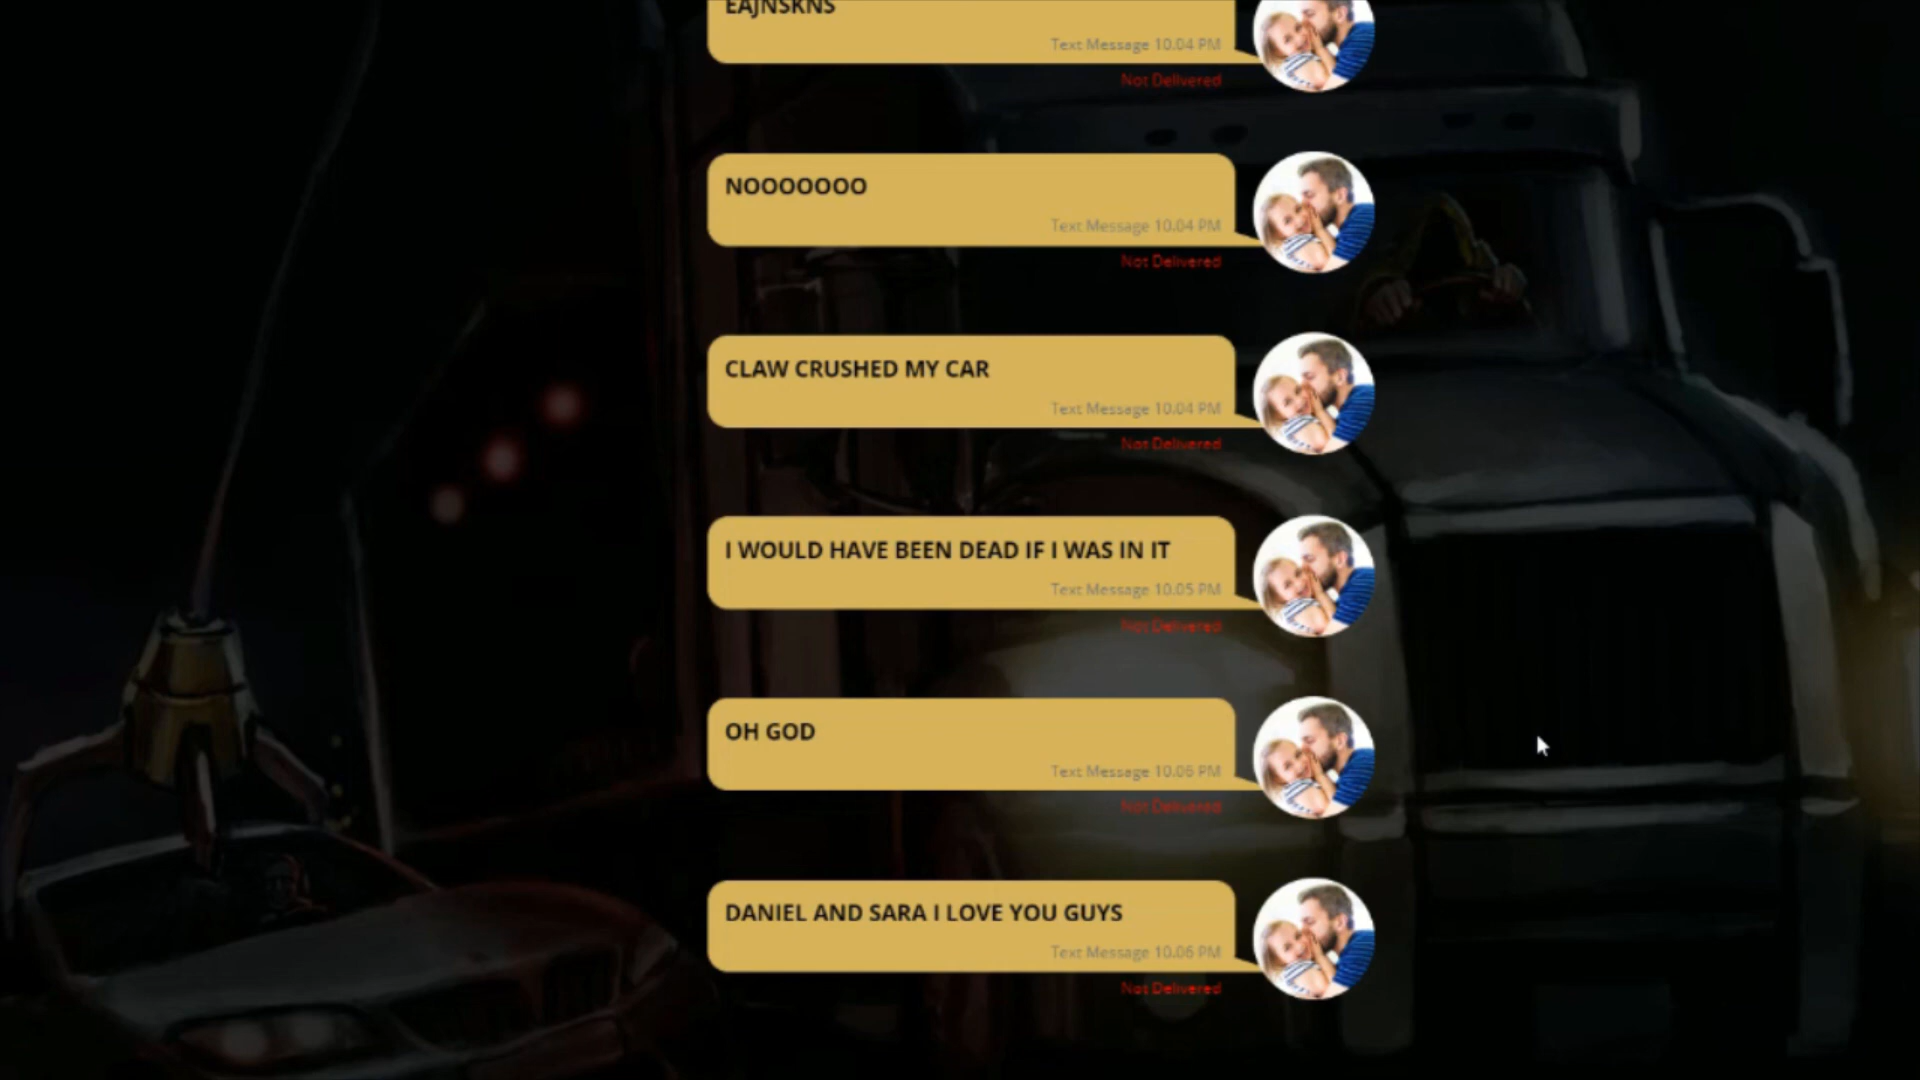 EAJNSKNS
Text Message 10.04 PM
Not Delivered
NOOOOOOO
Text Message 10.04 PM
Not Delivered
CLAW CRUSHED MY CAR
Text Message 10.04 PM
Not Delivered
I WOULD HAVE BEEN DEAD IF I WAS IN IT
Text Message 10.05 PM
Not Delivered
OH GOD
Text Message 10.06 PM
Not Delivered
DANIEL AND SARA I LOVE YOU GUYS
Text Message 10.06 PM
Not Delivered